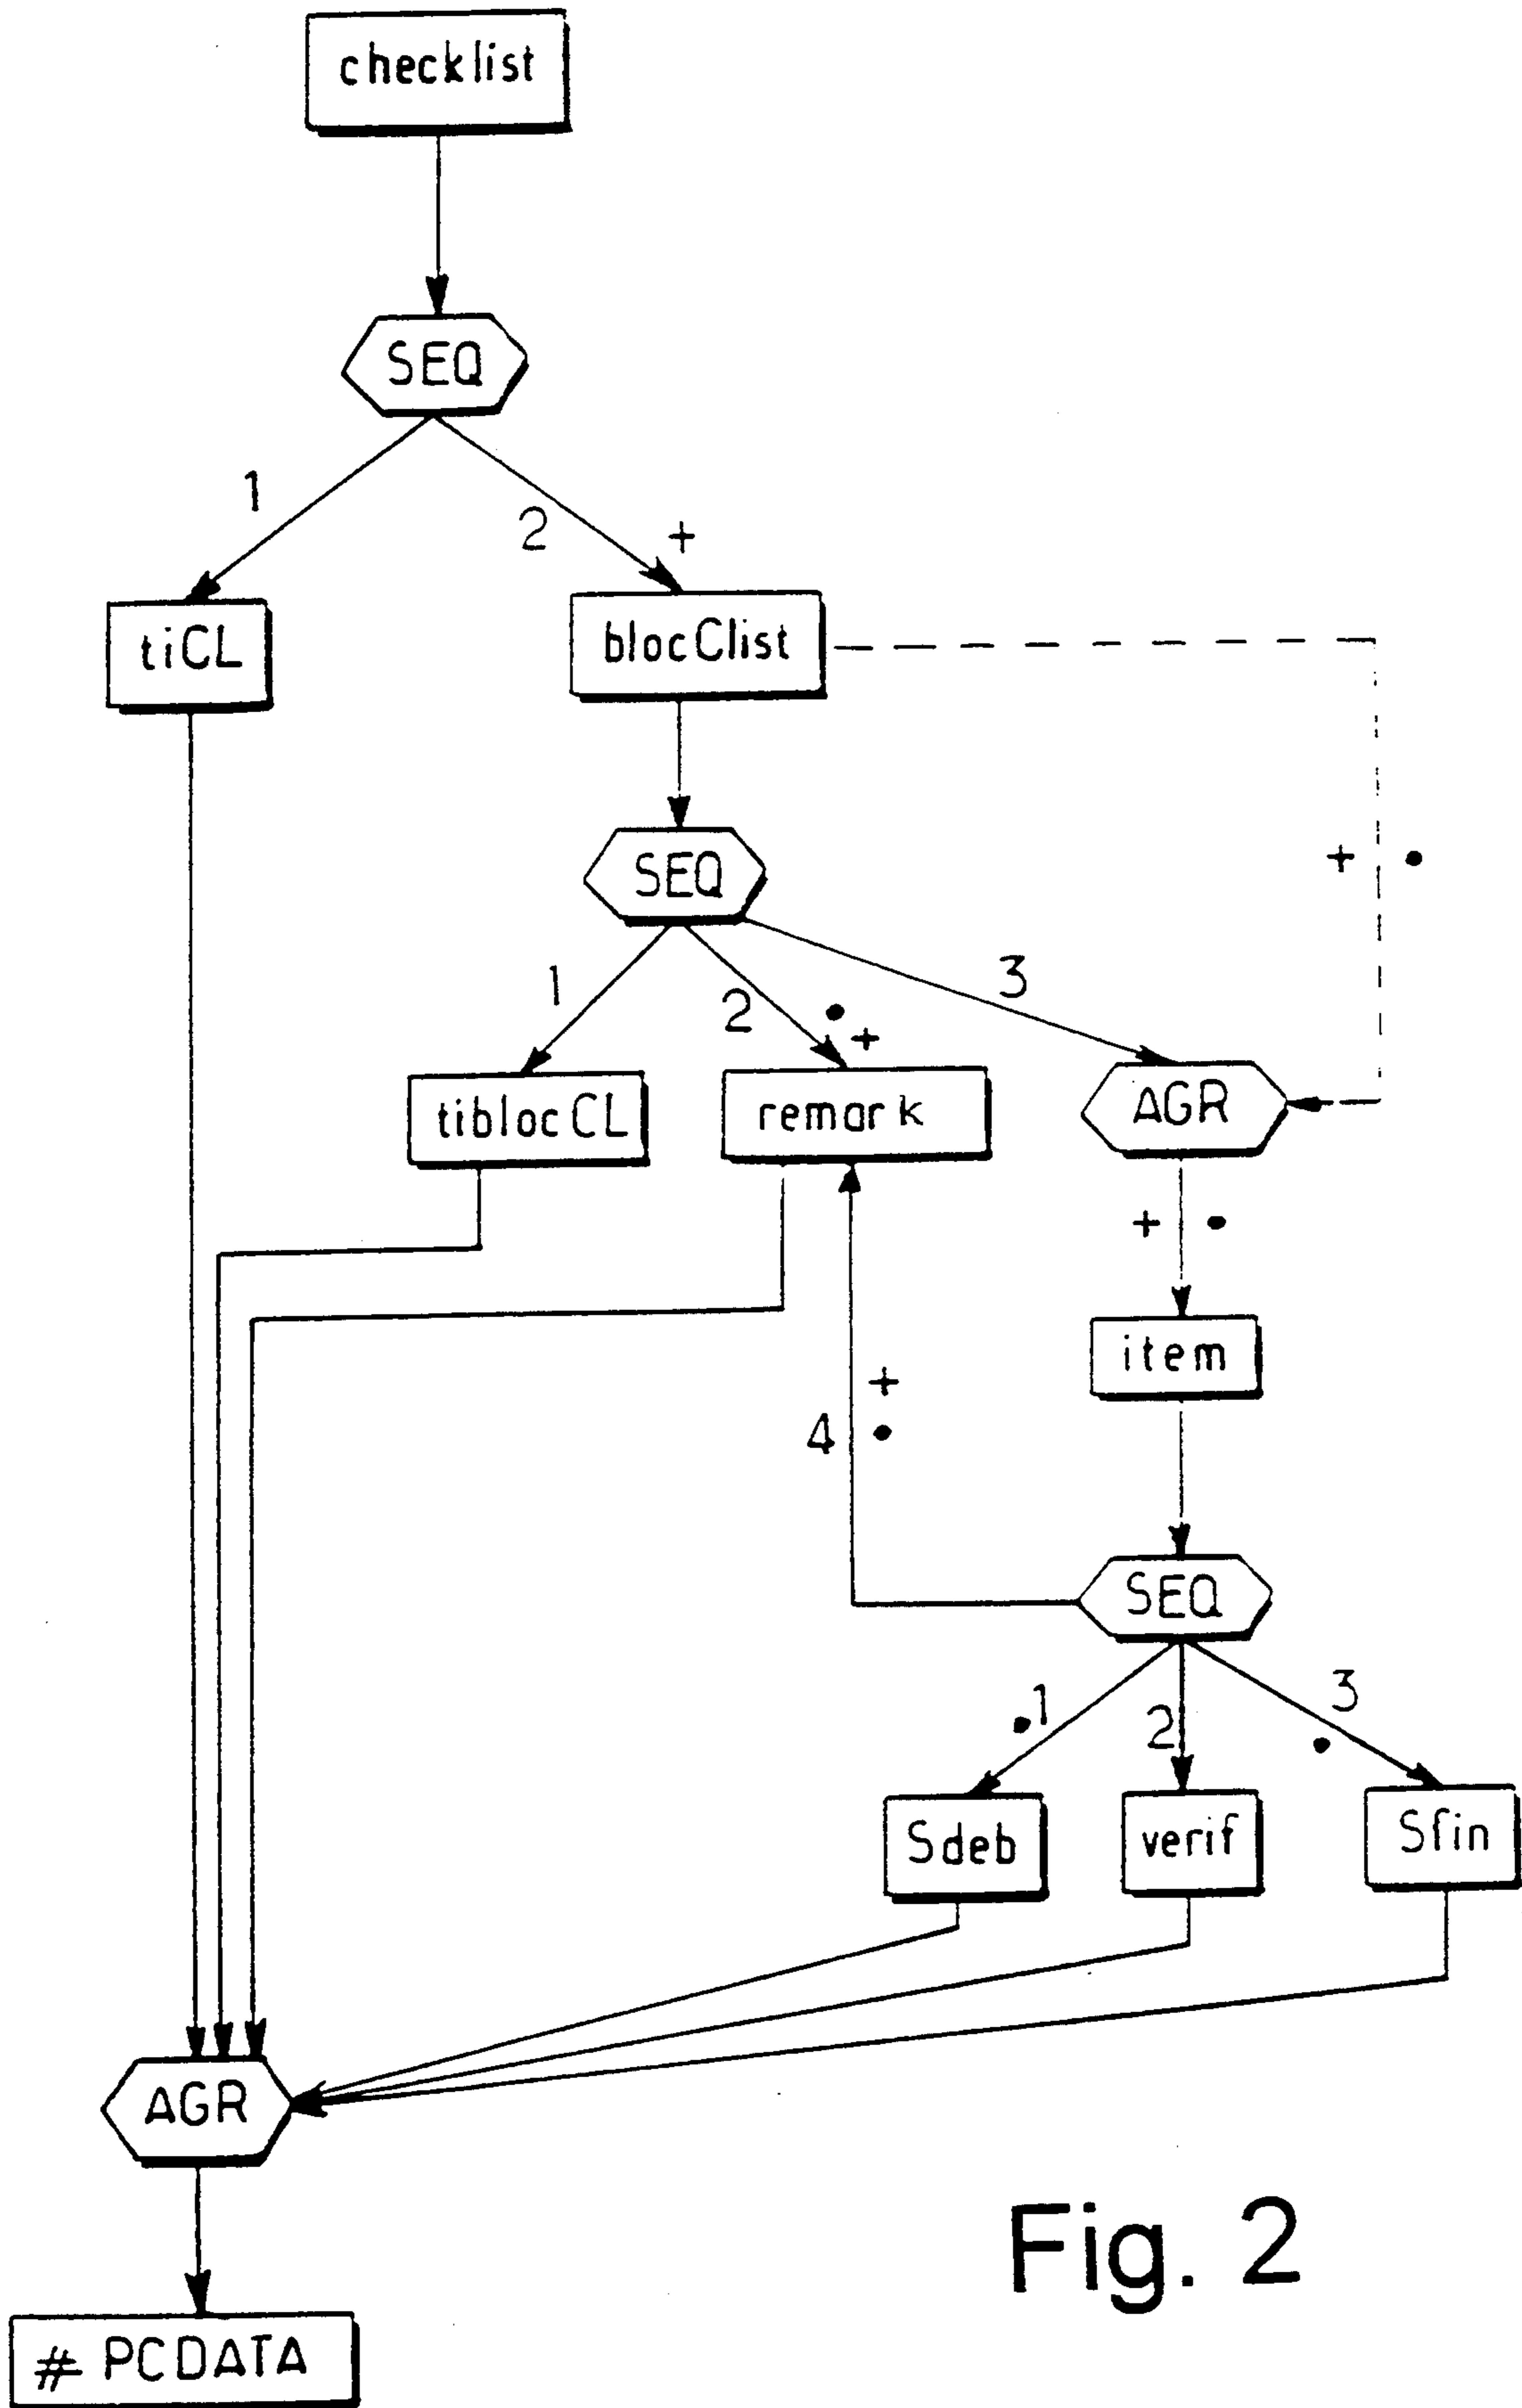 checklist
SEQ
1
2 +
tiCL
blocClist
+ •
SEQ
1
2
3
•
+
tiblocCL
remark
AGR
+ •
item
+
4 •
SEQ
•1
2
3
•
Sdeb
verif
Sfin
AGR
Fig. 2
# PCDATA